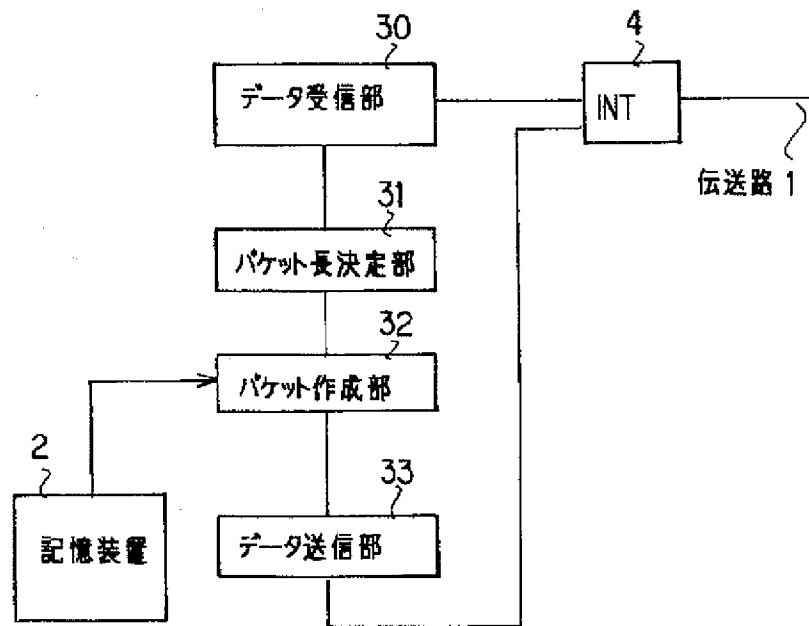 30
データ受信部
4
INT
伝送路 1
31
パケット長決定部
32
パケット作成部
2
記憶装置
33
データ送信部